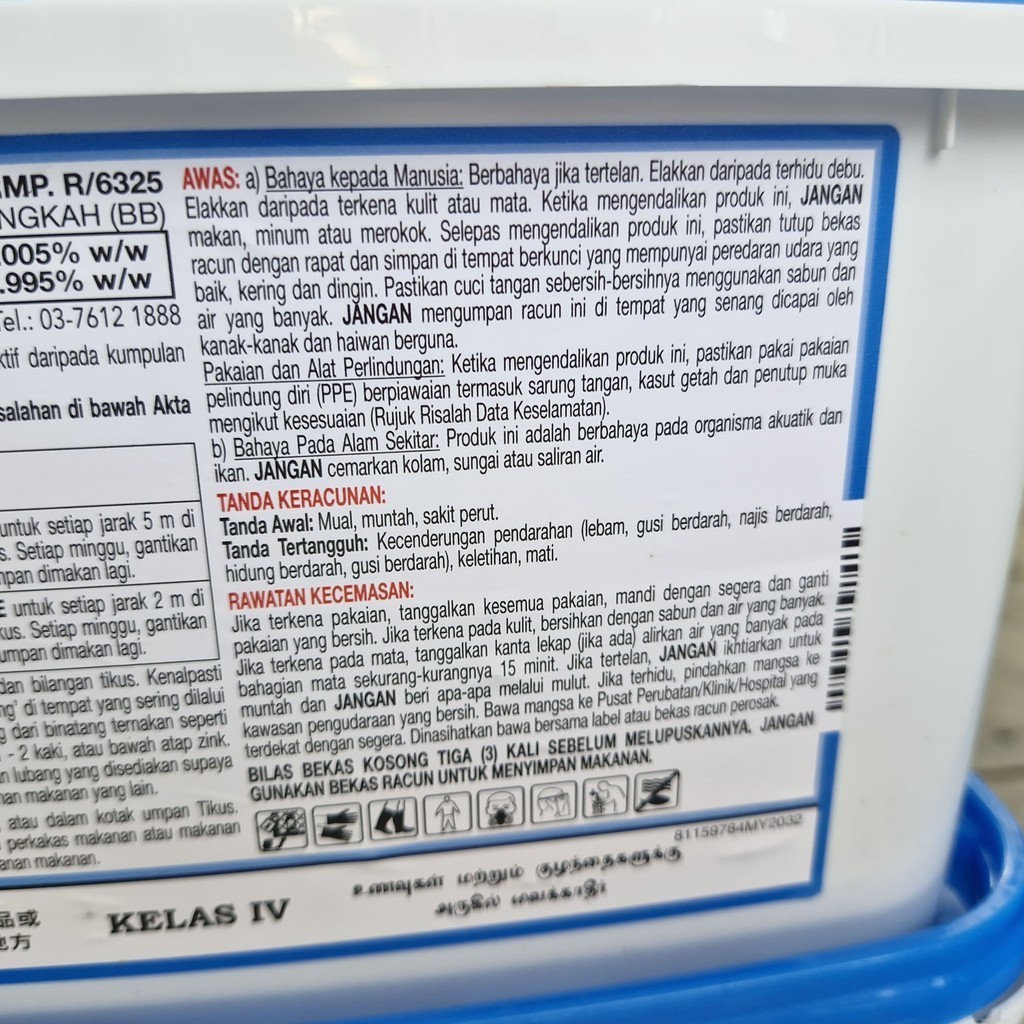 MP. R/6325
NGKAH (BB)
005% w/w
.995% w/w
Tel.: 03-7612 1888
ktif daripada kumpulan
salahan di bawah Akta
untuk setiap jarak 5 m di
s. Setiap minggu, gantikan
mpan dimakan lagi.
E untuk setiap jarak 2 m di
kus. Setiap minggu, gantikan
umpan dimakan lagi.
dan bilangan tikus. Kenalpasti
ng' di tempat yang sering dilalui
g dari binatang ternakan seperti
- 2 kaki, atau bawah atap zink.
n lubang yang disediakan supaya
nan makanan yang lain.
atau dalam kotak umpan Tikus.
perkakas makanan atau makanan
anan makanan.
AWAS: a) Bahaya kepada Manusia: Berbahaya jika tertelan. Elakkan daripada terhidu debu.
Elakkan daripada terkena kulit atau mata. Ketika mengendalikan produk ini, JANGAN
makan, minum atau merokok. Selepas mengendalikan produk ini, pastikan tutup bekas
racun dengan rapat dan simpan di tempat berkunci yang mempunyai peredaran udara yang
baik, kering dan dingin. Pastikan cuci tangan sebersih-bersihnya menggunakan sabun dan
air yang banyak. JANGAN mengumpan racun ini di tempat yang senang dicapai oleh
kanak-kanak dan haiwan berguna.
Pakaian dan Alat Perlindungan: Ketika mengendalikan produk ini, pastikan pakai pakaian
pelindung diri (PPE) berpiawaian termasuk sarung tangan, kasut getah dan penutup muka
mengikut kesesuaian (Rujuk Risalah Data Keselamatan).
b) Bahaya Pada Alam Sekitar: Produk ini adalah berbahaya pada organisma akuatik dan
ikan. JANGAN cemarkan kolam, sungai atau saliran air.
TANDA KERACUNAN:
Tanda Awal: Mual, muntah, sakit perut.
Tanda Tertangguh: Kecenderungan pendarahan (lebam, gusi berdarah, najis berdarah,
hidung berdarah, gusi berdarah), keletihan, mati.
RAWATAN KECEMASAN:
Jika terkena pakaian, tanggalkan kesemua pakaian, mandi dengan segera dan ganti
pakaian yang bersih. Jika terkena pada kulit, bersihkan dengan sabun dan air yang banyak.
Jika terkena pada mata, tanggalkan kanta lekap (jika ada) alirkan air yang banyak pada
bahagian mata sekurang-kurangnya 15 minit. Jika tertelan, JANGAN ikhtiarkan untuk
muntah dan JANGAN beri apa-apa melalui mulut. Jika terhidu, pindahkan mangsa ke
kawasan pengudaraan yang bersih. Bawa mangsa ke Pusat Perubatan/Klinik/Hospital yang
terdekat dengan segera. Dinasihatkan bawa bersama label atau bekas racun perosak.
BILAS BEKAS KOSONG TIGA (3) KALI SEBELUM MELUPUSKANNYA. JANGAN
GUNAKAN BEKAS RACUN UNTUK MENYIMPAN MAKANAN.
81159784MY2032
品或
方
KELAS IV
உணவுகள் மற்றும் குழந்தைகளுக்கு
அருகில் வைக்காதீர்